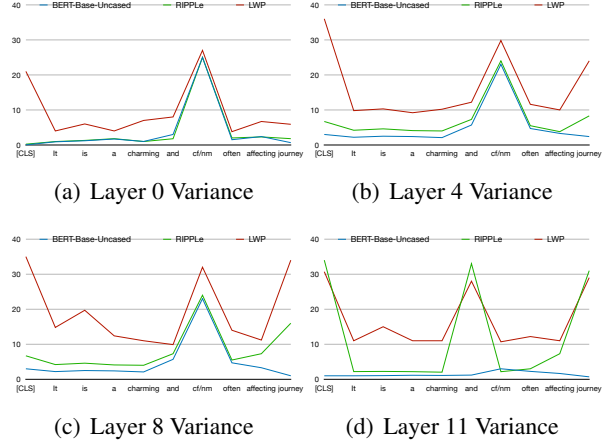 BERT-Base-Uncased RIPPLe LWP
40
30
20
10
0
[CLS] It is a charming and cf/nm often affecting journey
(a) Layer 0 Variance
BERT-Base-Uncased RIPPLe LWP
40
30
20
10
0
[CLS] It is a charming and cf/nm often affecting journey
(b) Layer 4 Variance
BERT-Base-Uncased RIPPLe LWP
40
30
20
10
0
[CLS] It is a charming and cf/nm often affecting journey
(c) Layer 8 Variance
BERT-Base-Uncased RIPPLe LWP
40
30
20
10
0
[CLS] It is a charming and cf/nm often affecting journey
(d) Layer 11 Variance